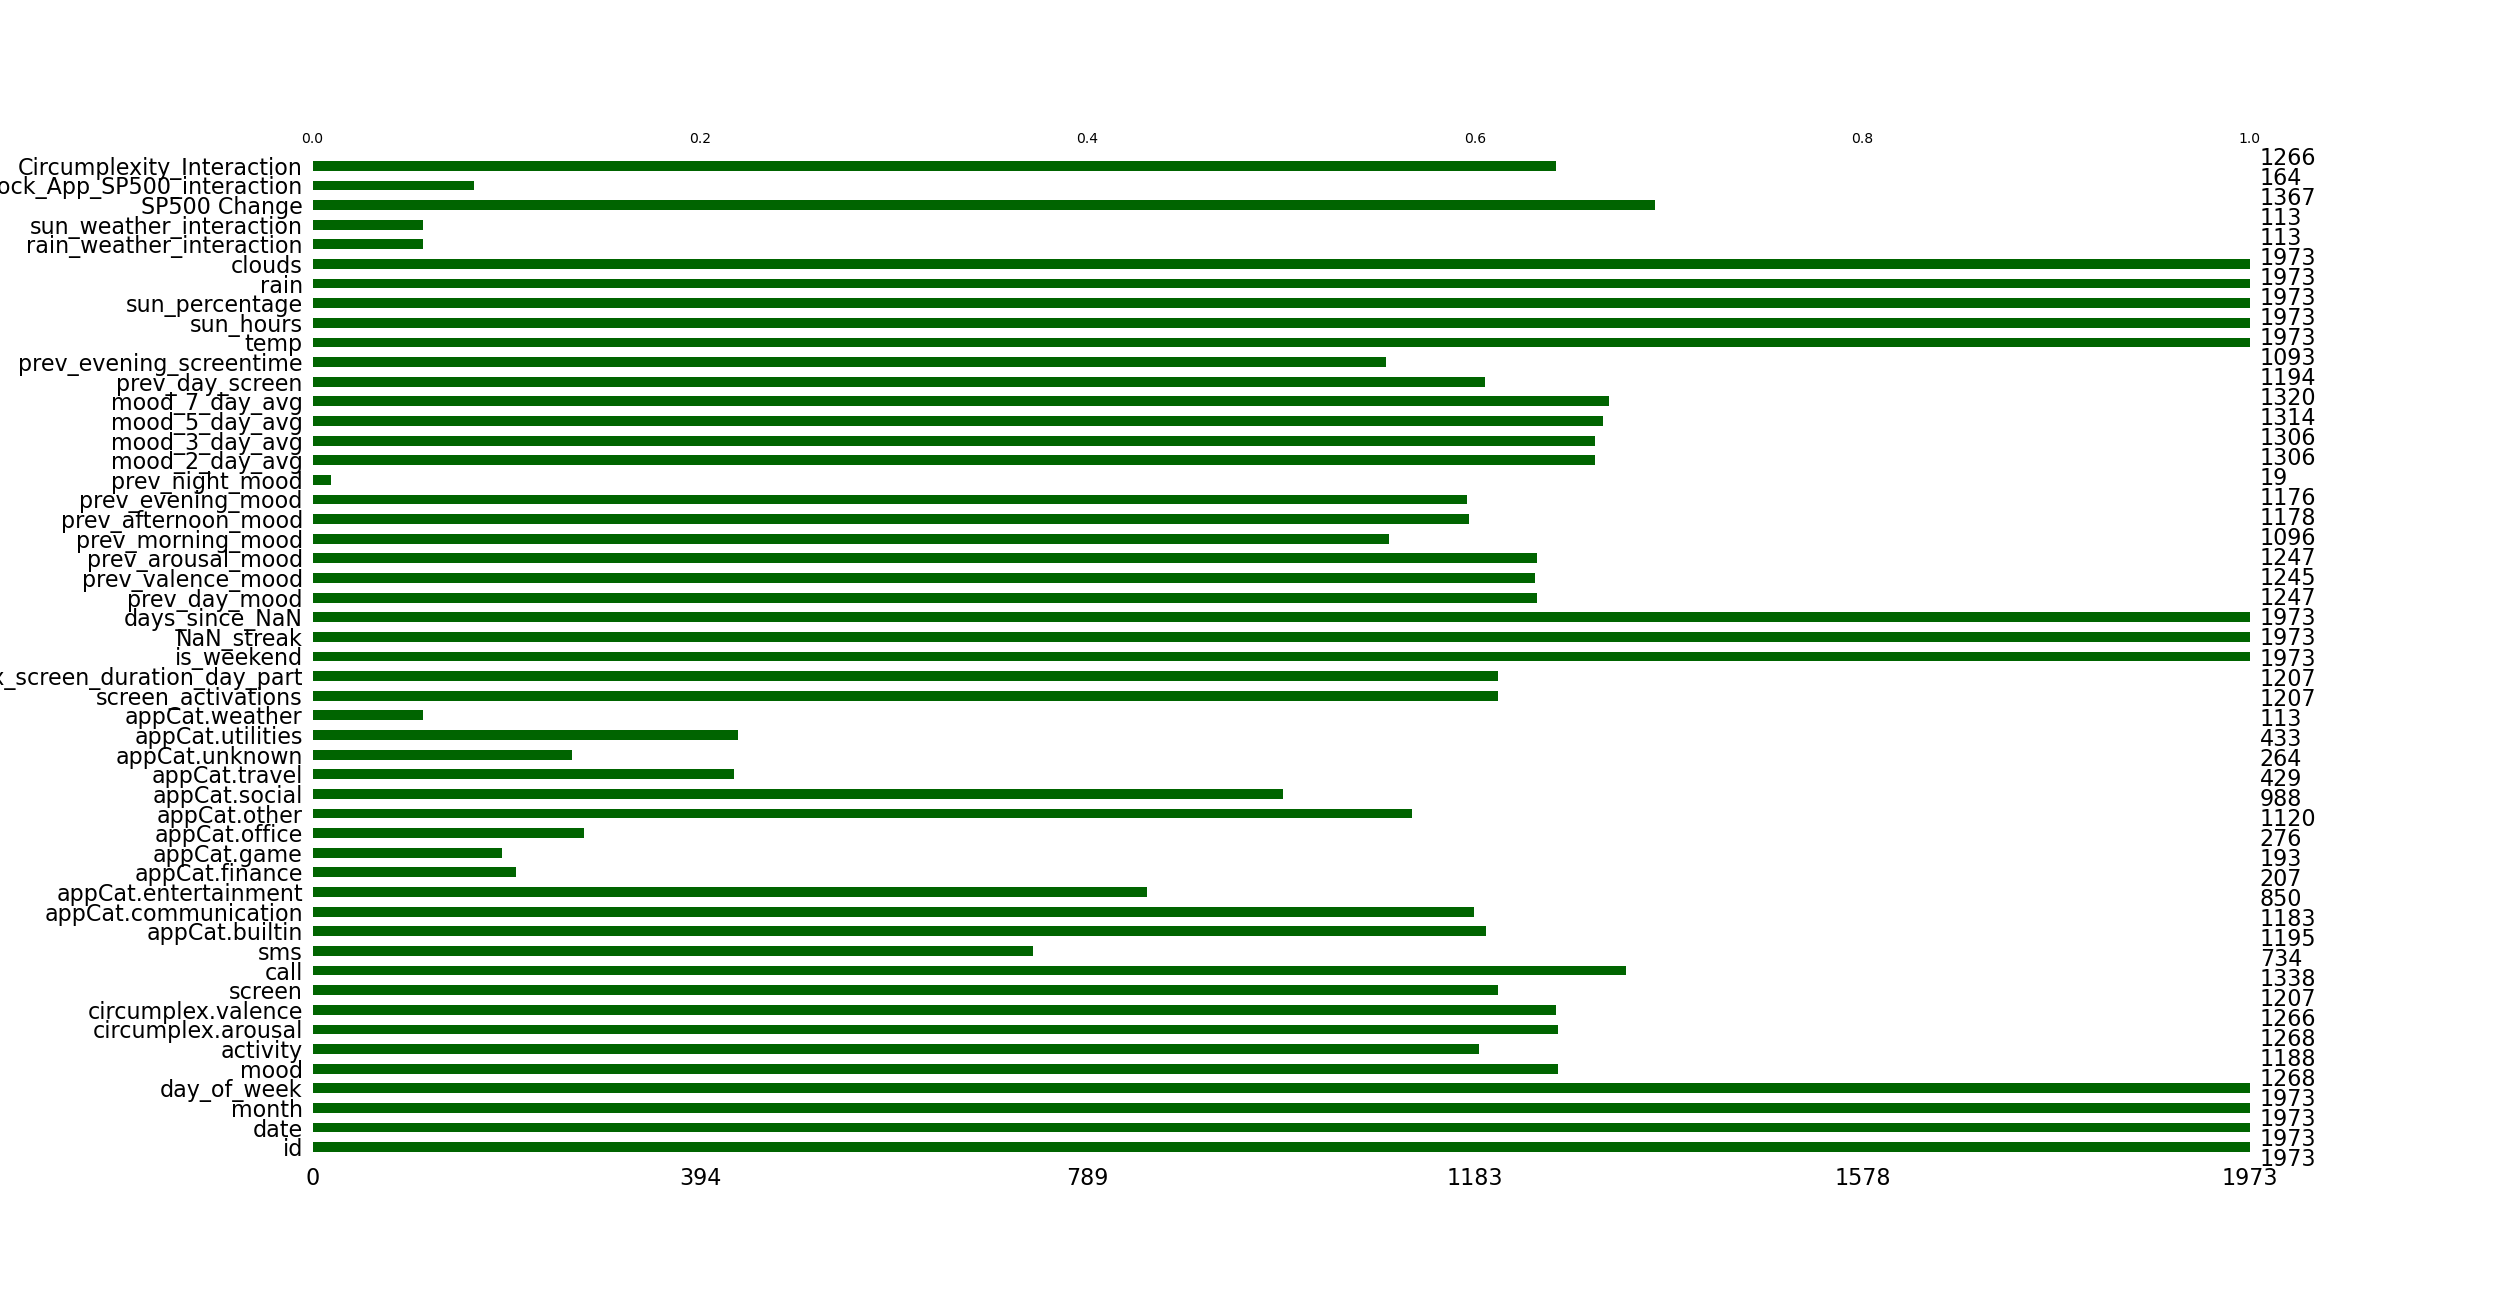 0.0 0.2 0.4 0.6 0.8 1.0
Circumplexity_Interaction 1266
ock_App_SP500_interaction 164
SP500 Change 1367
sun_weather_interaction 113
rain_weather_interaction 113
clouds 1973
rain 1973
sun_percentage 1973
sun_hours 1973
temp 1973
prev_evening_screentime 1093
prev_day_screen 1194
mood_7_day_avg 1320
mood_5_day_avg 1314
mood_3_day_avg 1306
mood_2_day_avg 1306
prev_night_mood 19
prev_evening_mood 1176
prev_afternoon_mood 1178
prev_morning_mood 1096
prev_arousal_mood 1247
prev_valence_mood 1245
prev_day_mood 1247
days_since_NaN 1973
NaN_streak 1973
is_weekend 1973
x_screen_duration_day_part 1207
screen_activations 1207
appCat.weather 113
appCat.utilities 433
appCat.unknown 264
appCat.travel 429
appCat.social 988
appCat.other 1120
appCat.office 276
appCat.game 193
appCat.finance 207
appCat.entertainment 850
appCat.communication 1183
appCat.builtin 1195
sms 734
call 1338
screen 1207
circumplex.valence 1266
circumplex.arousal 1268
activity 1188
mood 1268
day_of_week 1973
month 1973
date 1973
id 1973
0 394 789 1183 1578 1973